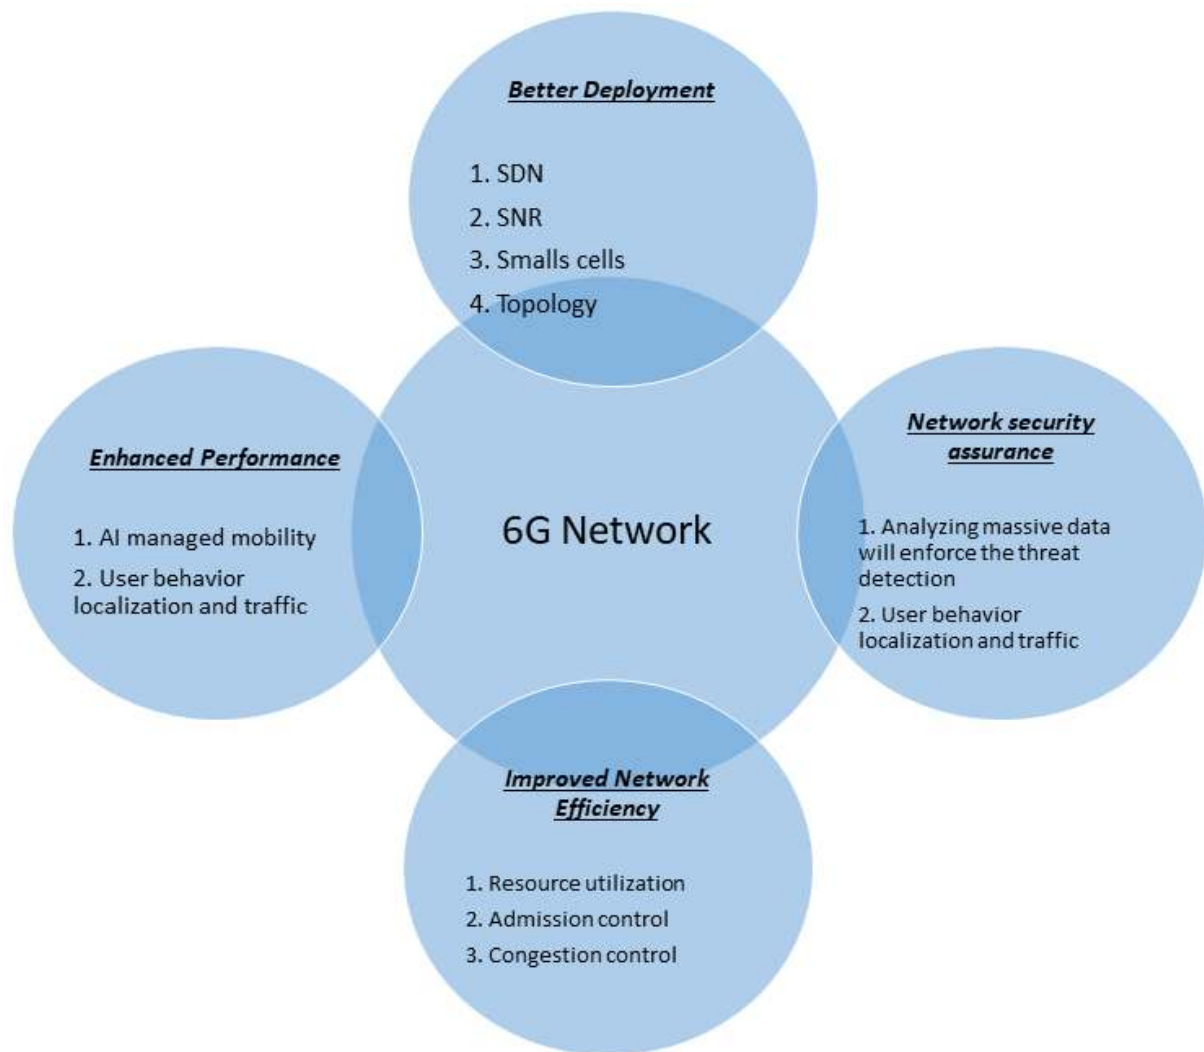 Better Deployment
1. SDN
2. SNR
3. Smalls cells
4. Topology
Enhanced Performance
1. AI managed mobility
2. User behavior
localization and traffic
6G Network
Network security
assurance
1. Analyzing massive data
will enforce the threat
detection
2. User behavior
localization and traffic
Improved Network
Efficiency
1. Resource utilization
2. Admission control
3. Congestion control